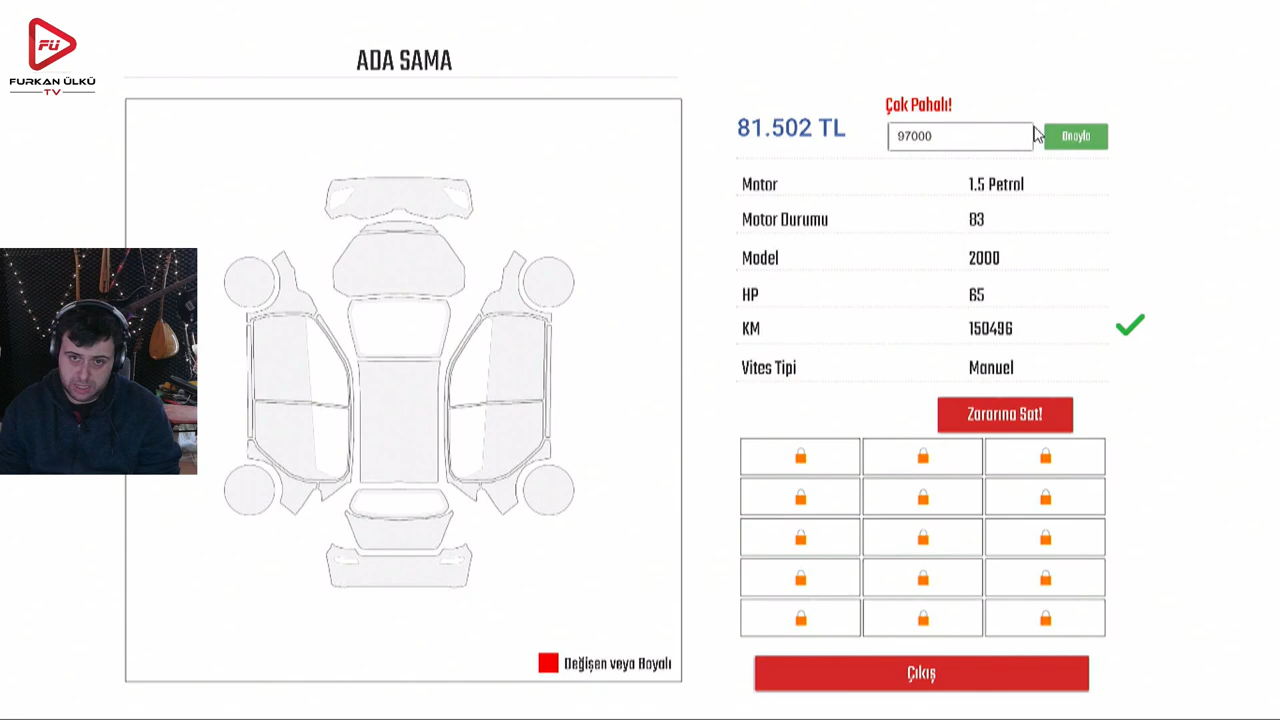 FU
FURKAN ÜLKÜ
TV
ADA SAMA
Çok Pahalı!
81.502 TL
97000
Onayla
Motor 1.5 Petrol
Motor Durumu 83
Model 2000
HP 65
KM 150496
Vites Tipi Manuel
Zararına Sat!
Değişen veya Boyalı
Çıkış